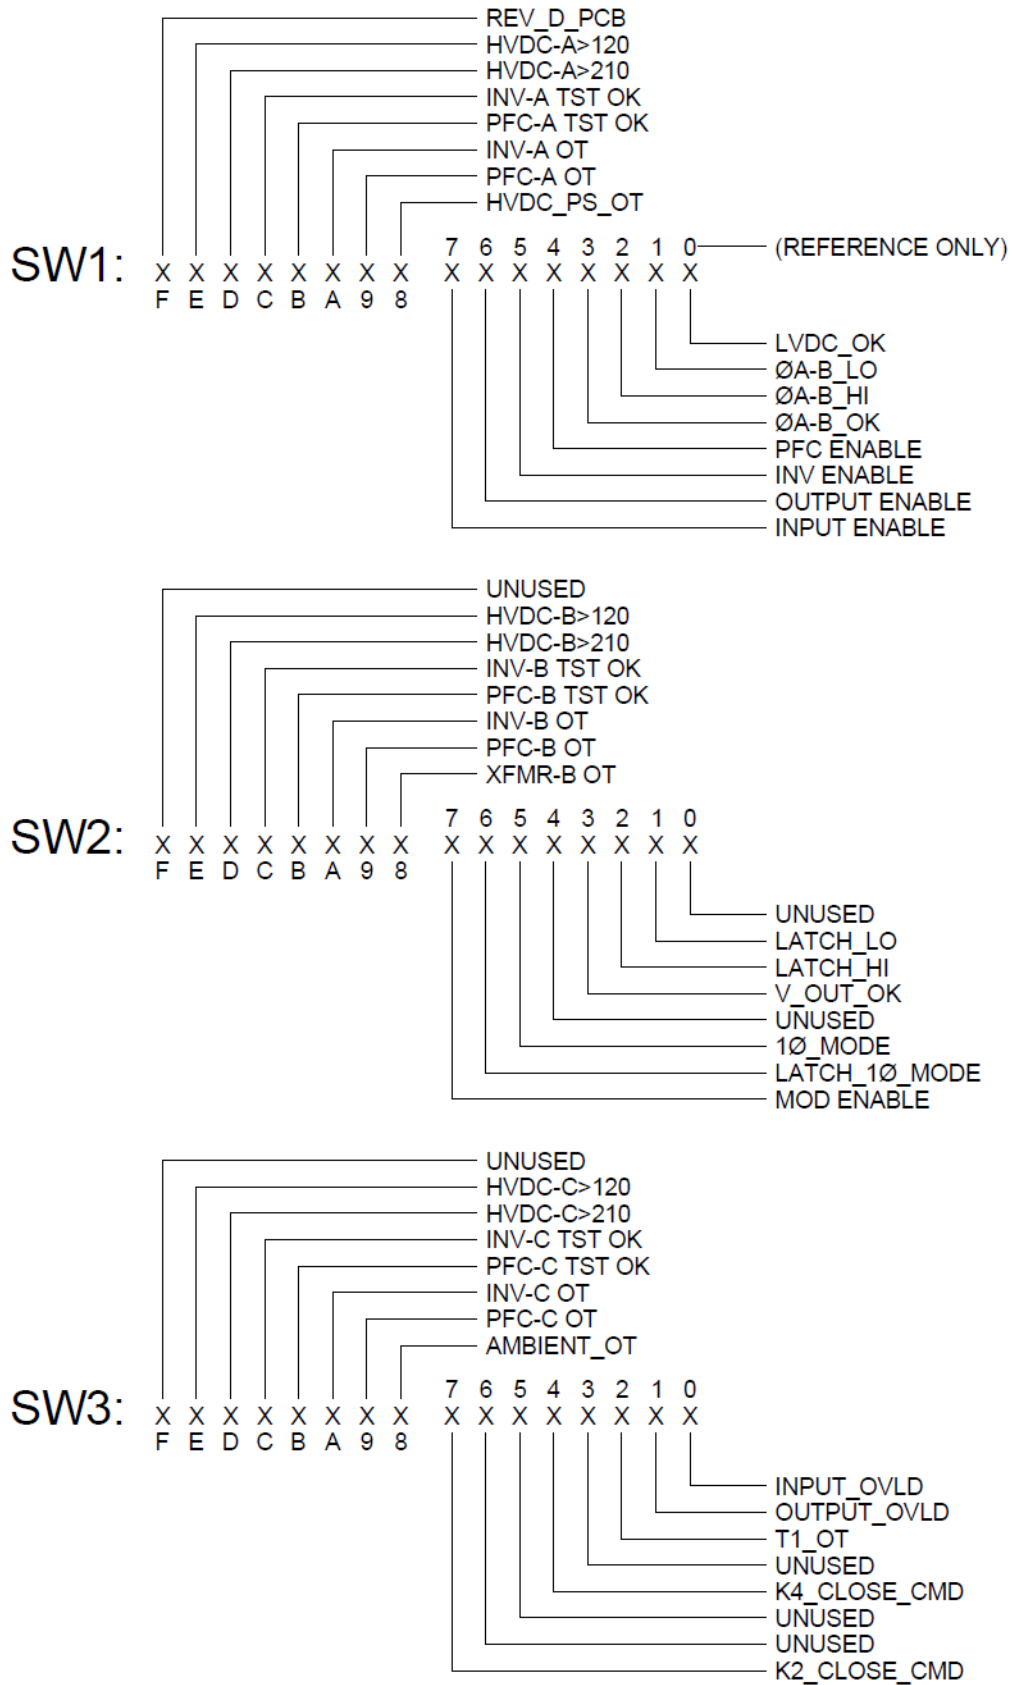 REV_D_PCB
HVDC-A>120
HVDC-A>210
INV-A TST OK
PFC-A TST OK
INV-A OT
PFC-A OT
HVDC_PS_OT
7 6 5 4 3 2 1 0 (REFERENCE ONLY)
SW1: X X X X X X X X X X X X X X X X
F E D C B A 9 8
LVDC_OK
ØA-B_LO
ØA-B_HI
ØA-B_OK
PFC ENABLE
INV ENABLE
OUTPUT ENABLE
INPUT ENABLE
UNUSED
HVDC-B>120
HVDC-B>210
INV-B TST OK
PFC-B TST OK
INV-B OT
PFC-B OT
XFMR-B OT
7 6 5 4 3 2 1 0
SW2: X X X X X X X X X X X X X X X X
F E D C B A 9 8
UNUSED
LATCH_LO
LATCH_HI
V_OUT_OK
UNUSED
1Ø_MODE
LATCH_1Ø_MODE
MOD ENABLE
UNUSED
HVDC-C>120
HVDC-C>210
INV-C TST OK
PFC-C TST OK
INV-C OT
PFC-C OT
AMBIENT_OT
7 6 5 4 3 2 1 0
SW3: X X X X X X X X X X X X X X X X
F E D C B A 9 8
INPUT_OVLD
OUTPUT_OVLD
T1_OT
UNUSED
K4_CLOSE_CMD
UNUSED
UNUSED
K2_CLOSE_CMD